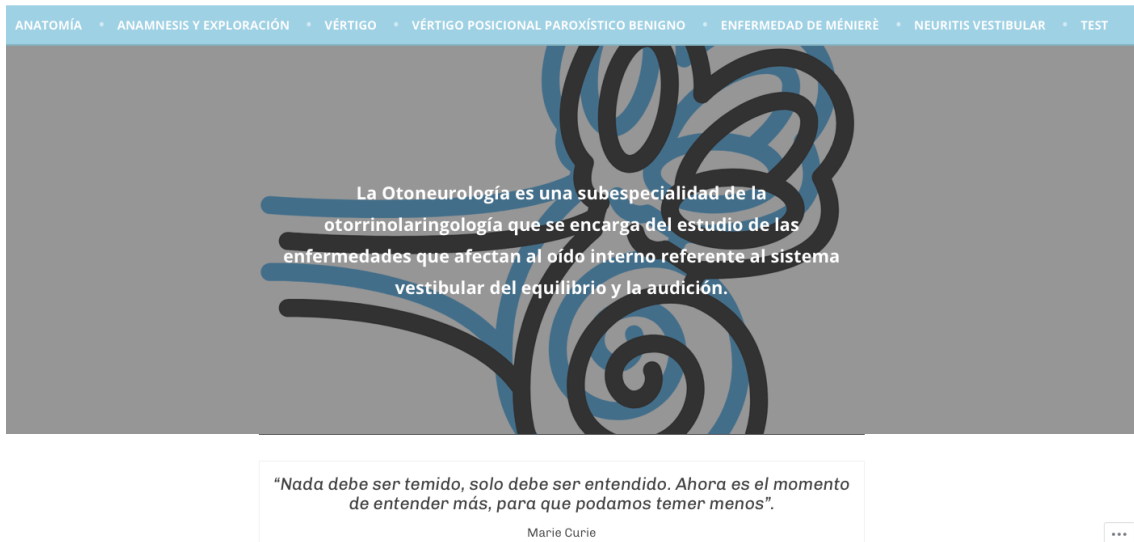 ANATOMÍA • ANAMNESIS Y EXPLORACIÓN • VÉRTIGO • VÉRTIGO POSICIONAL PAROXÍSTICO BENIGNO • ENFERMEDAD DE MÉNIERÈ • NEURITIS VESTIBULAR • TEST
La Otoneurología es una subespecialidad de la
otorrinolaringología que se encarga del estudio de las
enfermedades que afectan al oído interno referente al sistema
vestibular del equilibrio y la audición.
“Nada debe ser temido, solo debe ser entendido. Ahora es el momento
de entender más, para que podamos temer menos”.
Marie Curie